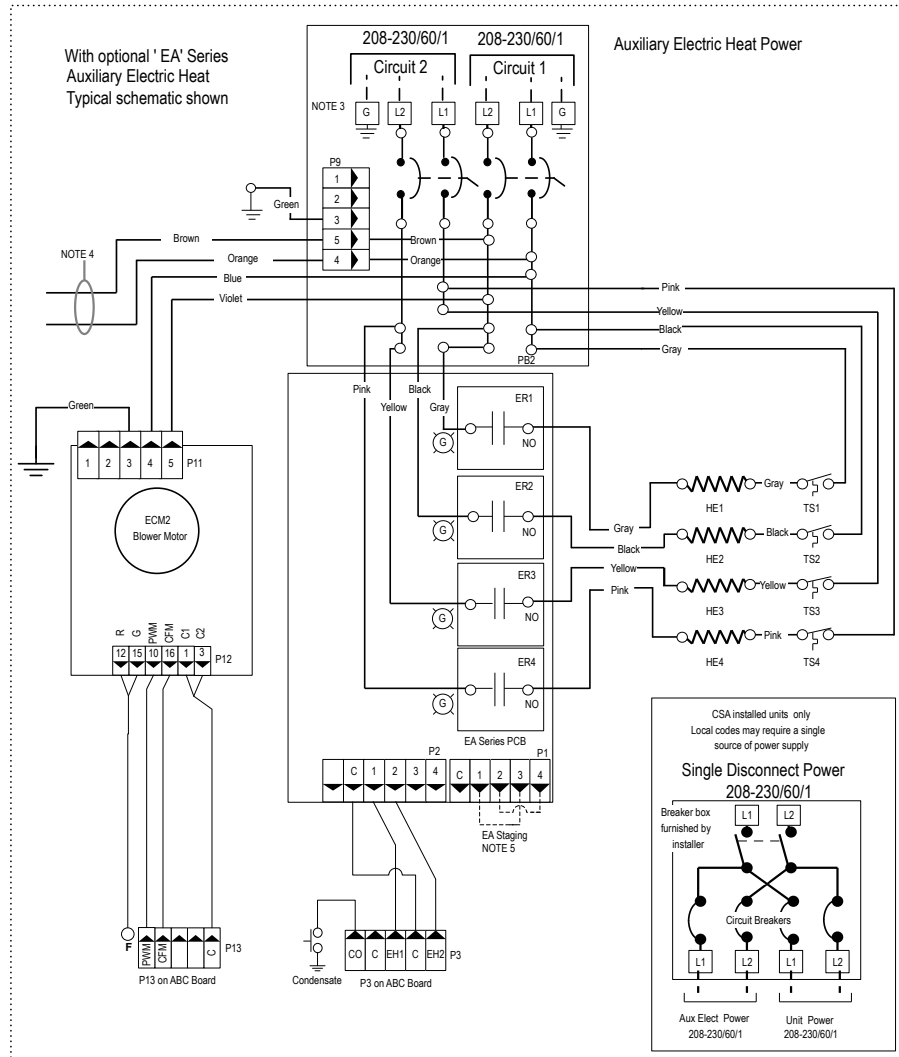 With optional ' EA' Series
Auxiliary Electric Heat
Typical schematic shown
208-230/60/1
208-230/60/1
Circuit 2
Circuit 1
Auxiliary Electric Heat Power
NOTE 3
G
L2
L1
L2
L1
G
P9
1
2
3
5
4
Green
NOTE 4
Brown
Brown
Orange
Orange
Blue
Violet
Pink
Yellow
Black
Gray
PB2
Pink
Yellow
Black
Gray
ER1
G
NO
ER2
G
NO
ER3
G
NO
ER4
G
NO
EA Series PCB
Green
1
2
3
4
5
P11
ECM2
Blower Motor
R
G
PWM
CFM
C1
C2
12
15
10
16
1
3
P12
Gray
Black
Yellow
Pink
HE1
Gray
TS1
HE2
Black
TS2
HE3
Yellow
TS3
HE4
Pink
TS4
P2
C
1
2
3
4
P1
C
1
2
3
4
EA Staging
NOTE 5
F
PWM
CFM
C
P13
P13 on ABC Board
Condensate
CO
C
EH1
C
EH2
P3
P3 on ABC Board
CSA installed units only
Local codes may require a single
source of power supply
Single Disconnect Power
208-230/60/1
Breaker box
furnished by
installer
L1
L2
Circuit Breakers
L1
L2
L1
L2
Aux Elect Power
208-230/60/1
Unit Power
208-230/60/1